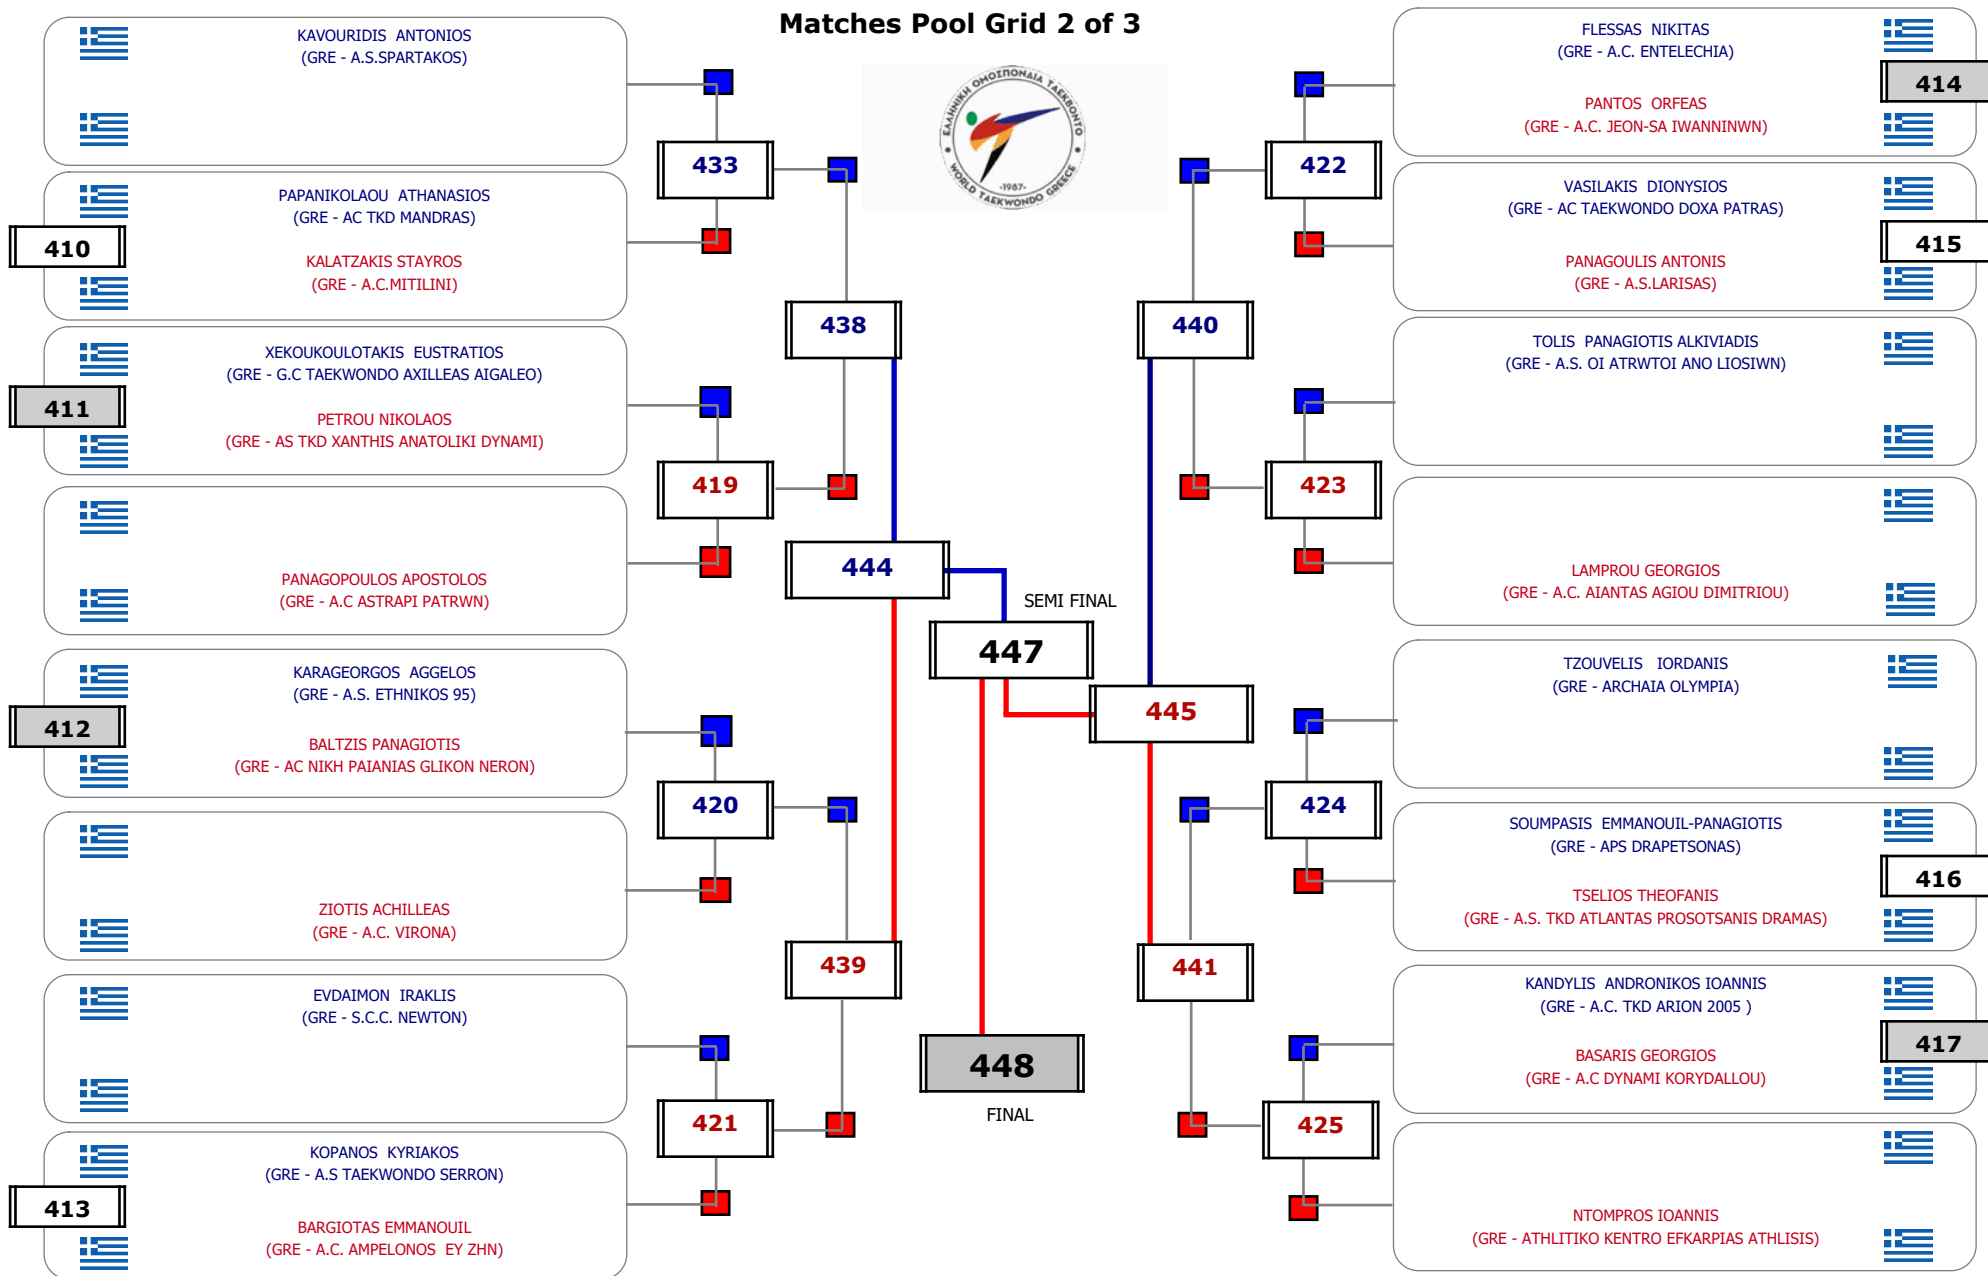 Matches Pool Grid 2 of 3
KAVOURIDIS ANTONIOS
(GRE - A.S.SPARTAKOS)
410
PAPANIKOLAOU ATHANASIOS
(GRE - AC TKD MANDRAS)
KALATZAKIS STAYROS
(GRE - A.C.MITILINI)
411
XEKOUKOULOTAKIS EUSTRATIOS
(GRE - G.C TAEKWONDO AXILLEAS AIGALEO)
PETROU NIKOLAOS
(GRE - AS TKD XANTHIS ANATOLIKI DYNAMI)
PANAGOPOULOS APOSTOLOS
(GRE - A.C ASTRAPI PATRWN)
412
KARAGEORGOS AGGELOS
(GRE - A.S. ETHNIKOS 95)
BALTZIS PANAGIOTIS
(GRE - AC NIKH PAIANIAS GLIKON NERON)
ZIOTIS ACHILLEAS
(GRE - A.C. VIRONA)
EVDAIMON IRAKLIS
(GRE - S.C.C. NEWTON)
413
KOPANOS KYRIAKOS
(GRE - A.S TAEKWONDO SERRON)
BARGIOTAS EMMANOUIL
(GRE - A.C. AMPELONOS EY ZHN)
433
419
420
421
438
439
444
ΕΛΛΗΝΙΚΗ ΟΜΟΣΠΟΝΔΙΑ ΤΑΕΚΒΟΝΤΟ
-1987-
WORLD TAEKWONDO GREECE
SEMI FINAL
447
448
FINAL
445
440
441
422
423
424
425
FLESSAS NIKITAS
(GRE - A.C. ENTELECHIA)
414
PANTOS ORFEAS
(GRE - A.C. JEON-SA IWANNINWN)
VASILAKIS DIONYSIOS
(GRE - AC TAEKWONDO DOXA PATRAS)
415
PANAGOULIS ANTONIS
(GRE - A.S.LARISAS)
TOLIS PANAGIOTIS ALKIVIADIS
(GRE - A.S. OI ATRWTOI ANO LIOSIWN)
LAMPROU GEORGIOS
(GRE - A.C. AIANTAS AGIOU DIMITRIOU)
TZOUVELIS IORDANIS
(GRE - ARCHAIA OLYMPIA)
SOUMPASIS EMMANOUIL-PANAGIOTIS
(GRE - APS DRAPETSONAS)
416
TSELIOS THEOFANIS
(GRE - A.S. TKD ATLANTAS PROSOTSANIS DRAMAS)
KANDYLIS ANDRONIKOS IOANNIS
(GRE - A.C. TKD ARION 2005 )
417
BASARIS GEORGIOS
(GRE - A.C DYNAMI KORYDALLOU)
NTOMPROS IOANNIS
(GRE - ATHLITIKO KENTRO EFKARPIAS ATHLISIS)